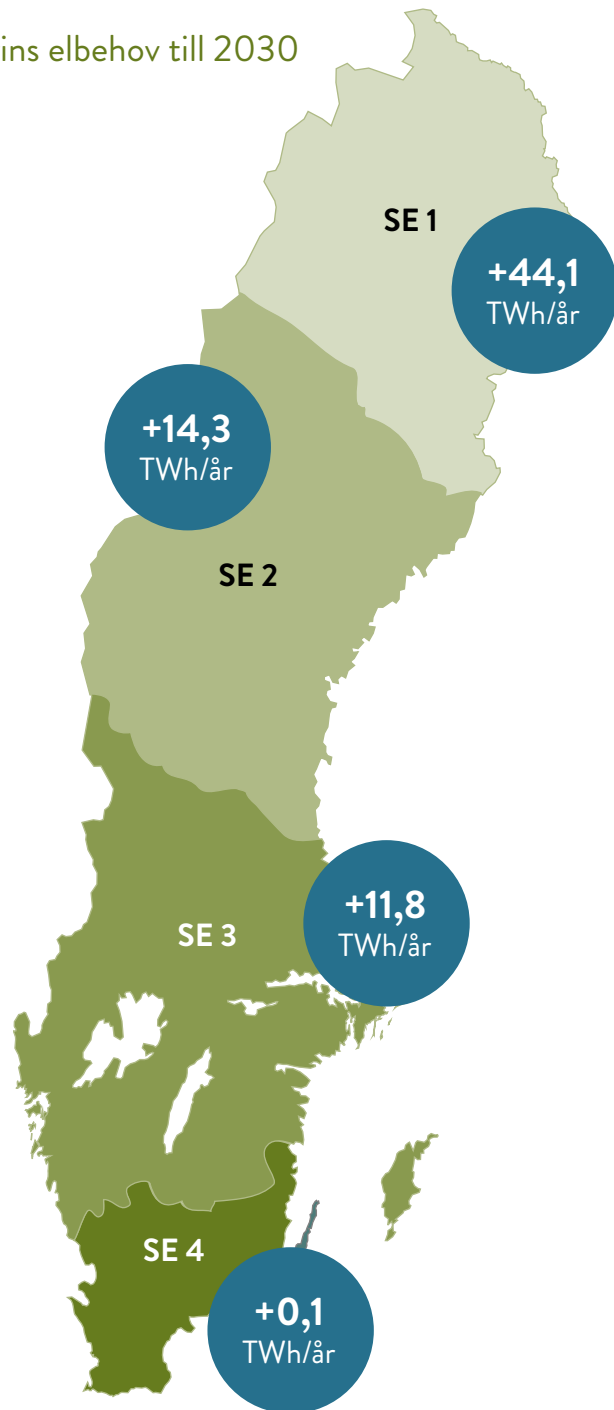 ins elbehov till 2030
SE 1
+44,1
TWh/år
+14,3
TWh/år
SE 2
+11,8
TWh/år
SE 3
SE 4
+0,1
TWh/år